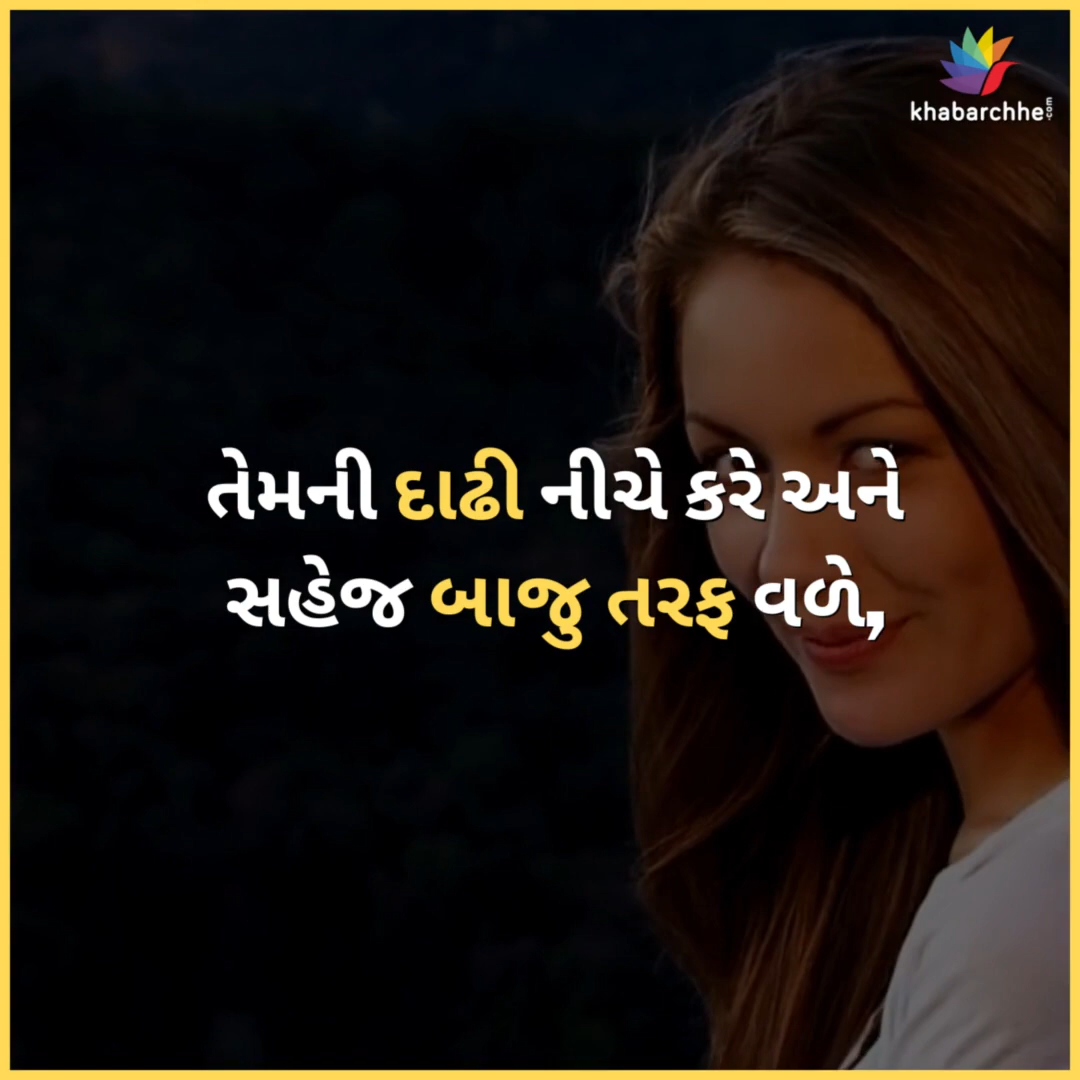 khabarchhe.com
તેમની દાઢી નીચે કરે અને
સહેજ બાજુ તરફ વળે,